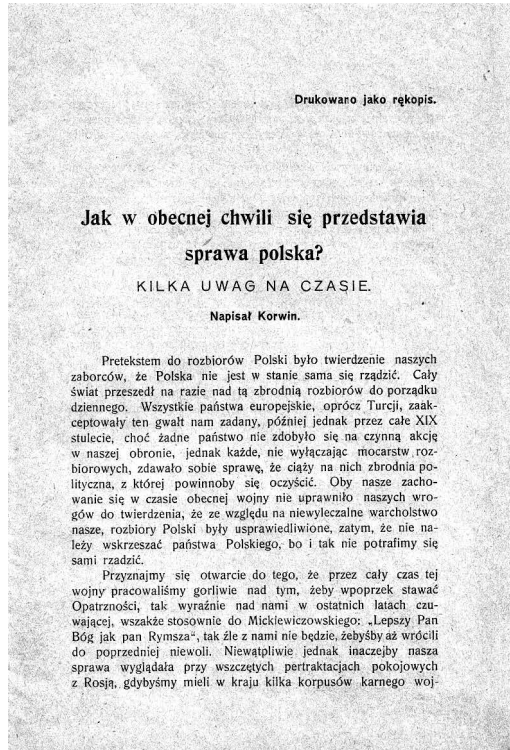 Drukowano jako rękopis.
Jak w obecnej chwili się przedstawia
sprawa polska?
KILKA UWAG NA CZASIE.
Napisał Korwin.
Pretekstem do rozbiorów Polski było twierdzenie naszych
zaborców, że Polska nie jest w stanie sama się rządzić. Cały
świat przeszedł na razie nad tą zbrodnią rozbiorów do porządku
dziennego. Wszystkie państwa europejskie, oprócz Turcji, zaak-
ceptowały ten gwałt nam zadany, później jednak przez całe XIX
stulecie, choć żadne państwo nie zdobyło się na czynną akcję
w naszej obronie, jednak każde, nie wyłączając mocarstw roz-
biorowych, zdawało sobie sprawę, że ciąży na nich zbrodnia po-
lityczna, z której powinnoby się oczyścić. Oby nasze zacho-
wanie się w czasie obecnej wojny nie uprawniło naszych wro-
gów do twierdzenia, że ze względu na niewyleczalne warcholstwo
nasze, rozbiory Polski były usprawiedliwione, zatym, że nie na-
leży wskrzeszać państwa Polskiego, bo i tak nie potrafimy się
sami rządzić.
Przyznajmy się otwarcie do tego, że przez cały czas tej
wojny pracowaliśmy gorliwie nad tym, żeby wpoprzek stawać
Opatrzności, tak wyraźnie nad nami w ostatnich latach czu-
wającej, wszakże stosownie do Mickiewiczowskiego: „Lepszy Pan
Bóg jak pan Rymsza“, tak źle z nami nie będzie, żebyśby aż wrócili
do poprzedniej niewoli. Niewątpliwie jednak inaczejby nasza
sprawa wyglądała przy wszczętych pertraktacjach pokojowych
z Rosją, gdybyśmy mieli w kraju kilka korpusów karnego woj-